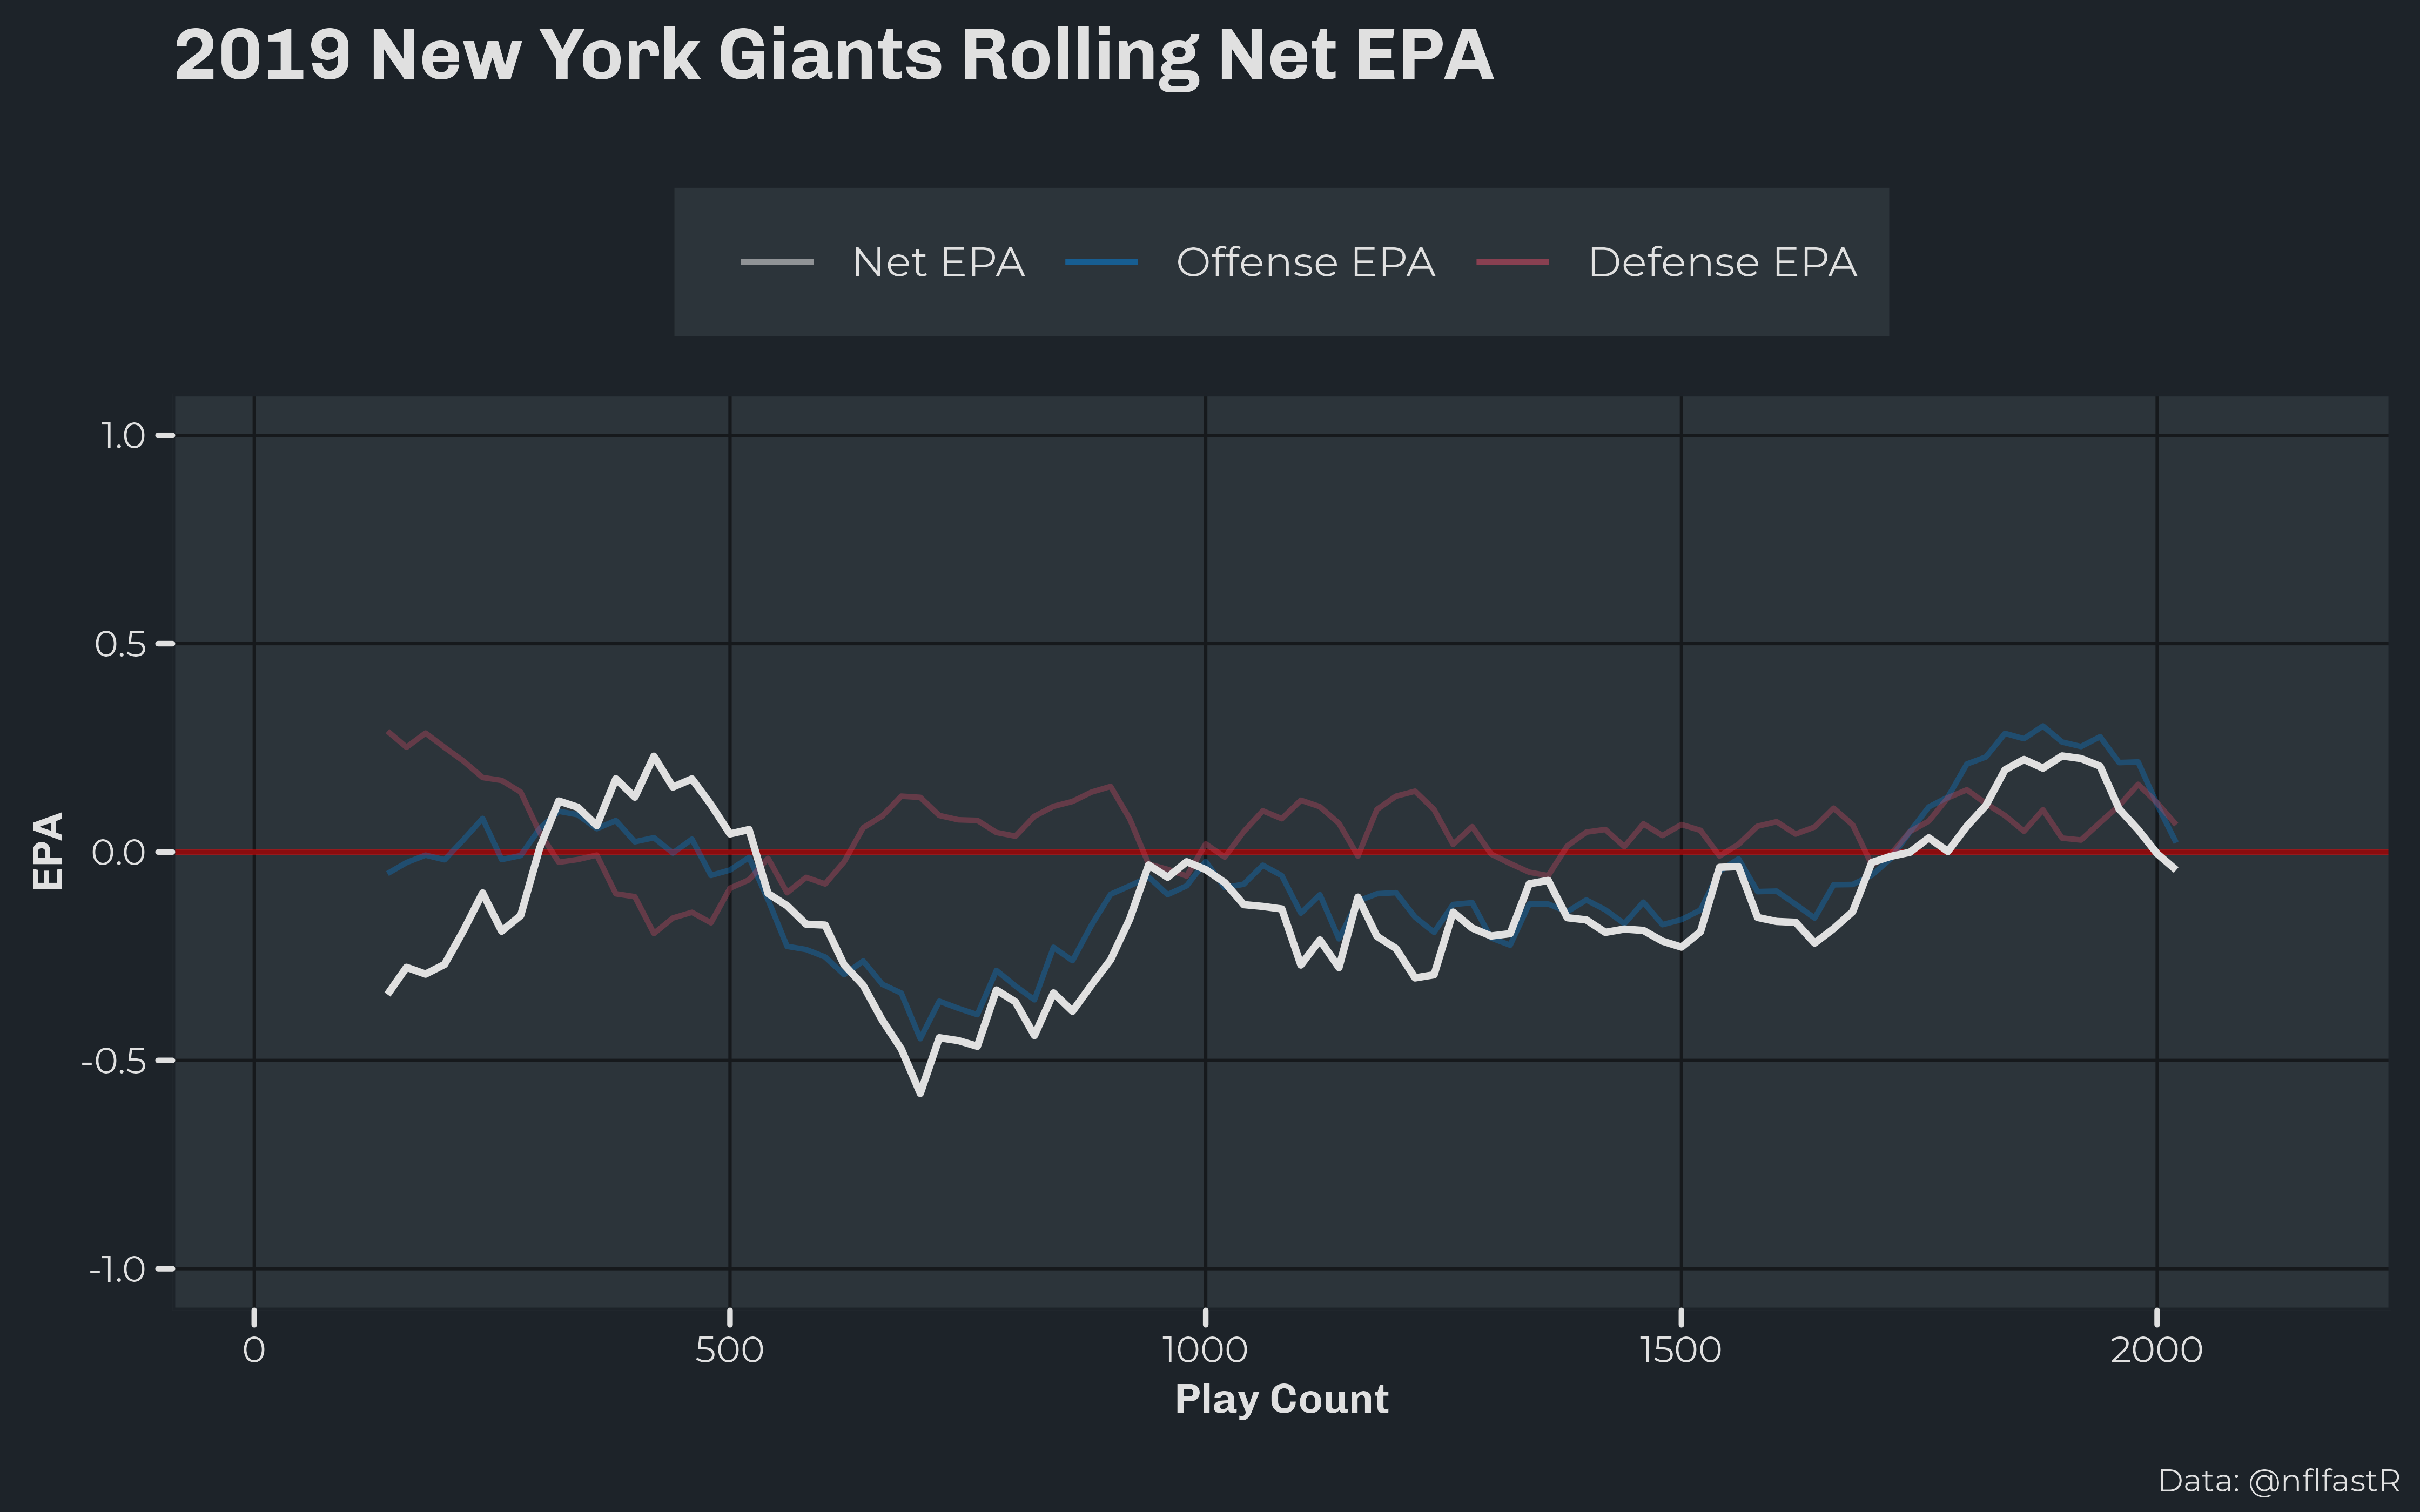 2019 New York Giants Rolling Net EPA
Net EPA Offense EPA Defense EPA
1.0
0.5
0.0
-0.5
-1.0
EPA
0 500 1000 1500 2000
Play Count
Data: @nflfastR